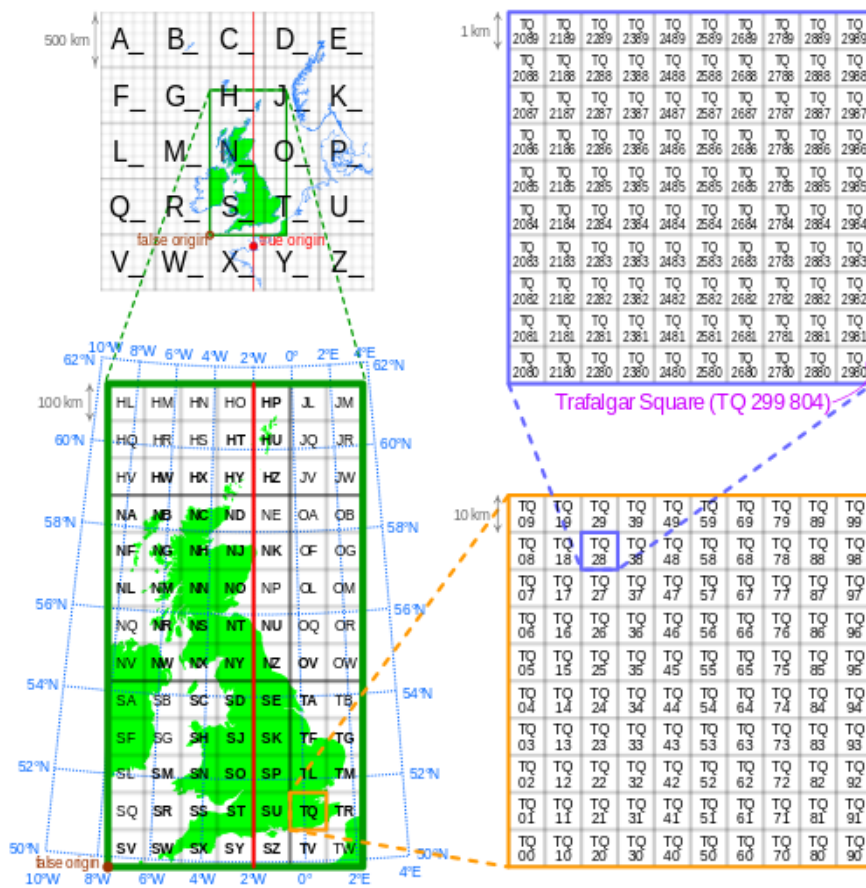 500 km
A_ B_ C_ D_ E_
F_ G_ H_ J_ K_
L_ M_ N_ O_ P_
Q_ R_ S_ T_ U_
false origin true origin
V_ W_ X_ Y_ Z_
10°W 8°W 6°W 4°W 2°W 0° 2°E 4°E
62°N 62°N
100 km
HL HM HN HO HP JL JM
60°N HQ HR HS HT HU JQ JR 60°N
HV HW HX HY HZ JV JW
58°N NA NB NC ND NE OA OB 58°N
NF NG NH NJ NK OF OG
56°N NL NM NN NO NP OL OM 56°N
NQ NR NS NT NU OQ OR
54°N NV NW NX NY NZ OV OW 54°N
SA SB SC SD SE TA TB
SF SG SH SJ SK TF TG
52°N SL SM SN SO SP TL TM 52°N
SQ SR SS ST SU TQ TR
50°N SV SW SX SY SZ TV TW 50°N
false origin
10°W 8°W 6°W 4°W 2°W 0° 2°E 4°E
1 km
TQ TQ TQ TQ TQ TQ TQ TQ TQ TQ
2089 2189 2289 2389 2489 2589 2689 2789 2889 2989
TQ TQ TQ TQ TQ TQ TQ TQ TQ TQ
2088 2188 2288 2388 2488 2588 2688 2788 2888 2988
TQ TQ TQ TQ TQ TQ TQ TQ TQ TQ
2087 2187 2287 2387 2487 2587 2687 2787 2887 2987
TQ TQ TQ TQ TQ TQ TQ TQ TQ TQ
2086 2186 2286 2386 2486 2586 2686 2786 2886 2986
TQ TQ TQ TQ TQ TQ TQ TQ TQ TQ
2085 2185 2285 2385 2485 2585 2685 2785 2885 2985
TQ TQ TQ TQ TQ TQ TQ TQ TQ TQ
2084 2184 2284 2384 2484 2584 2684 2784 2884 2984
TQ TQ TQ TQ TQ TQ TQ TQ TQ TQ
2083 2183 2283 2383 2483 2583 2683 2783 2883 2983
TQ TQ TQ TQ TQ TQ TQ TQ TQ TQ
2082 2182 2282 2382 2482 2582 2682 2782 2882 2982
TQ TQ TQ TQ TQ TQ TQ TQ TQ TQ
2081 2181 2281 2381 2481 2581 2681 2781 2881 2981
TQ TQ TQ TQ TQ TQ TQ TQ TQ TQ
2080 2180 2280 2380 2480 2580 2680 2780 2880 2980
Trafalgar Square (TQ 299 804)
10 km
TQ TQ TQ TQ TQ TQ TQ TQ TQ TQ
09 19 29 39 49 59 69 79 89 99
TQ TQ TQ TQ TQ TQ TQ TQ TQ TQ
08 18 28 38 48 58 68 78 88 98
TQ TQ TQ TQ TQ TQ TQ TQ TQ TQ
07 17 27 37 47 57 67 77 87 97
TQ TQ TQ TQ TQ TQ TQ TQ TQ TQ
06 16 26 36 46 56 66 76 86 96
TQ TQ TQ TQ TQ TQ TQ TQ TQ TQ
05 15 25 35 45 55 65 75 85 95
TQ TQ TQ TQ TQ TQ TQ TQ TQ TQ
04 14 24 34 44 54 64 74 84 94
TQ TQ TQ TQ TQ TQ TQ TQ TQ TQ
03 13 23 33 43 53 63 73 83 93
TQ TQ TQ TQ TQ TQ TQ TQ TQ TQ
02 12 22 32 42 52 62 72 82 92
TQ TQ TQ TQ TQ TQ TQ TQ TQ TQ
01 11 21 31 41 51 61 71 81 91
TQ TQ TQ TQ TQ TQ TQ TQ TQ TQ
00 10 20 30 40 50 60 70 80 90